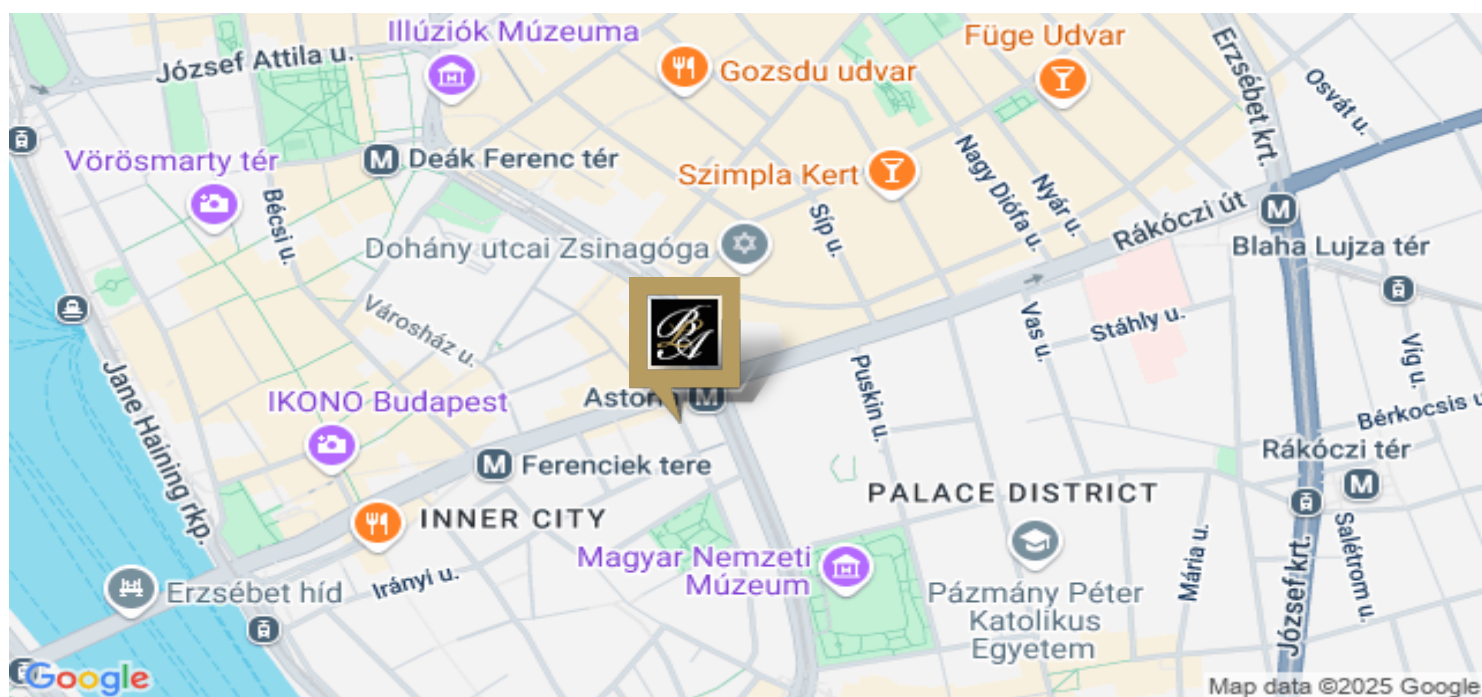 Illúziók Múzeuma
Füge Udvar
József Attila u.
Gozsdu udvar
Erzsébet krt.
Osvát u.
Vörösmarty tér
M Deák Ferenc tér
Szimpla Kert
Nagy Diófa u.
Nyár u.
Bécsi u.
Síp u.
Rákóczi út
M
Dohány utcai Zsinagóga
Blaha Lujza tér
Városház u.
BLA
Vas u.
Stáhly u.
Víg u.
Jane Haining rkp.
IKONO Budapest
M
Puskin u.
Bérkocsis u
M Ferenciek tere
Rákóczi tér
M
PALACE DISTRICT
INNER CITY
Magyar Nemzeti
Múzeum
Mária u.
Salétrom u.
József krt.
Erzsébet híd
Irányi u.
Pázmány Péter
Katolikus
Egyetem
Google
Map data ©2025 Google